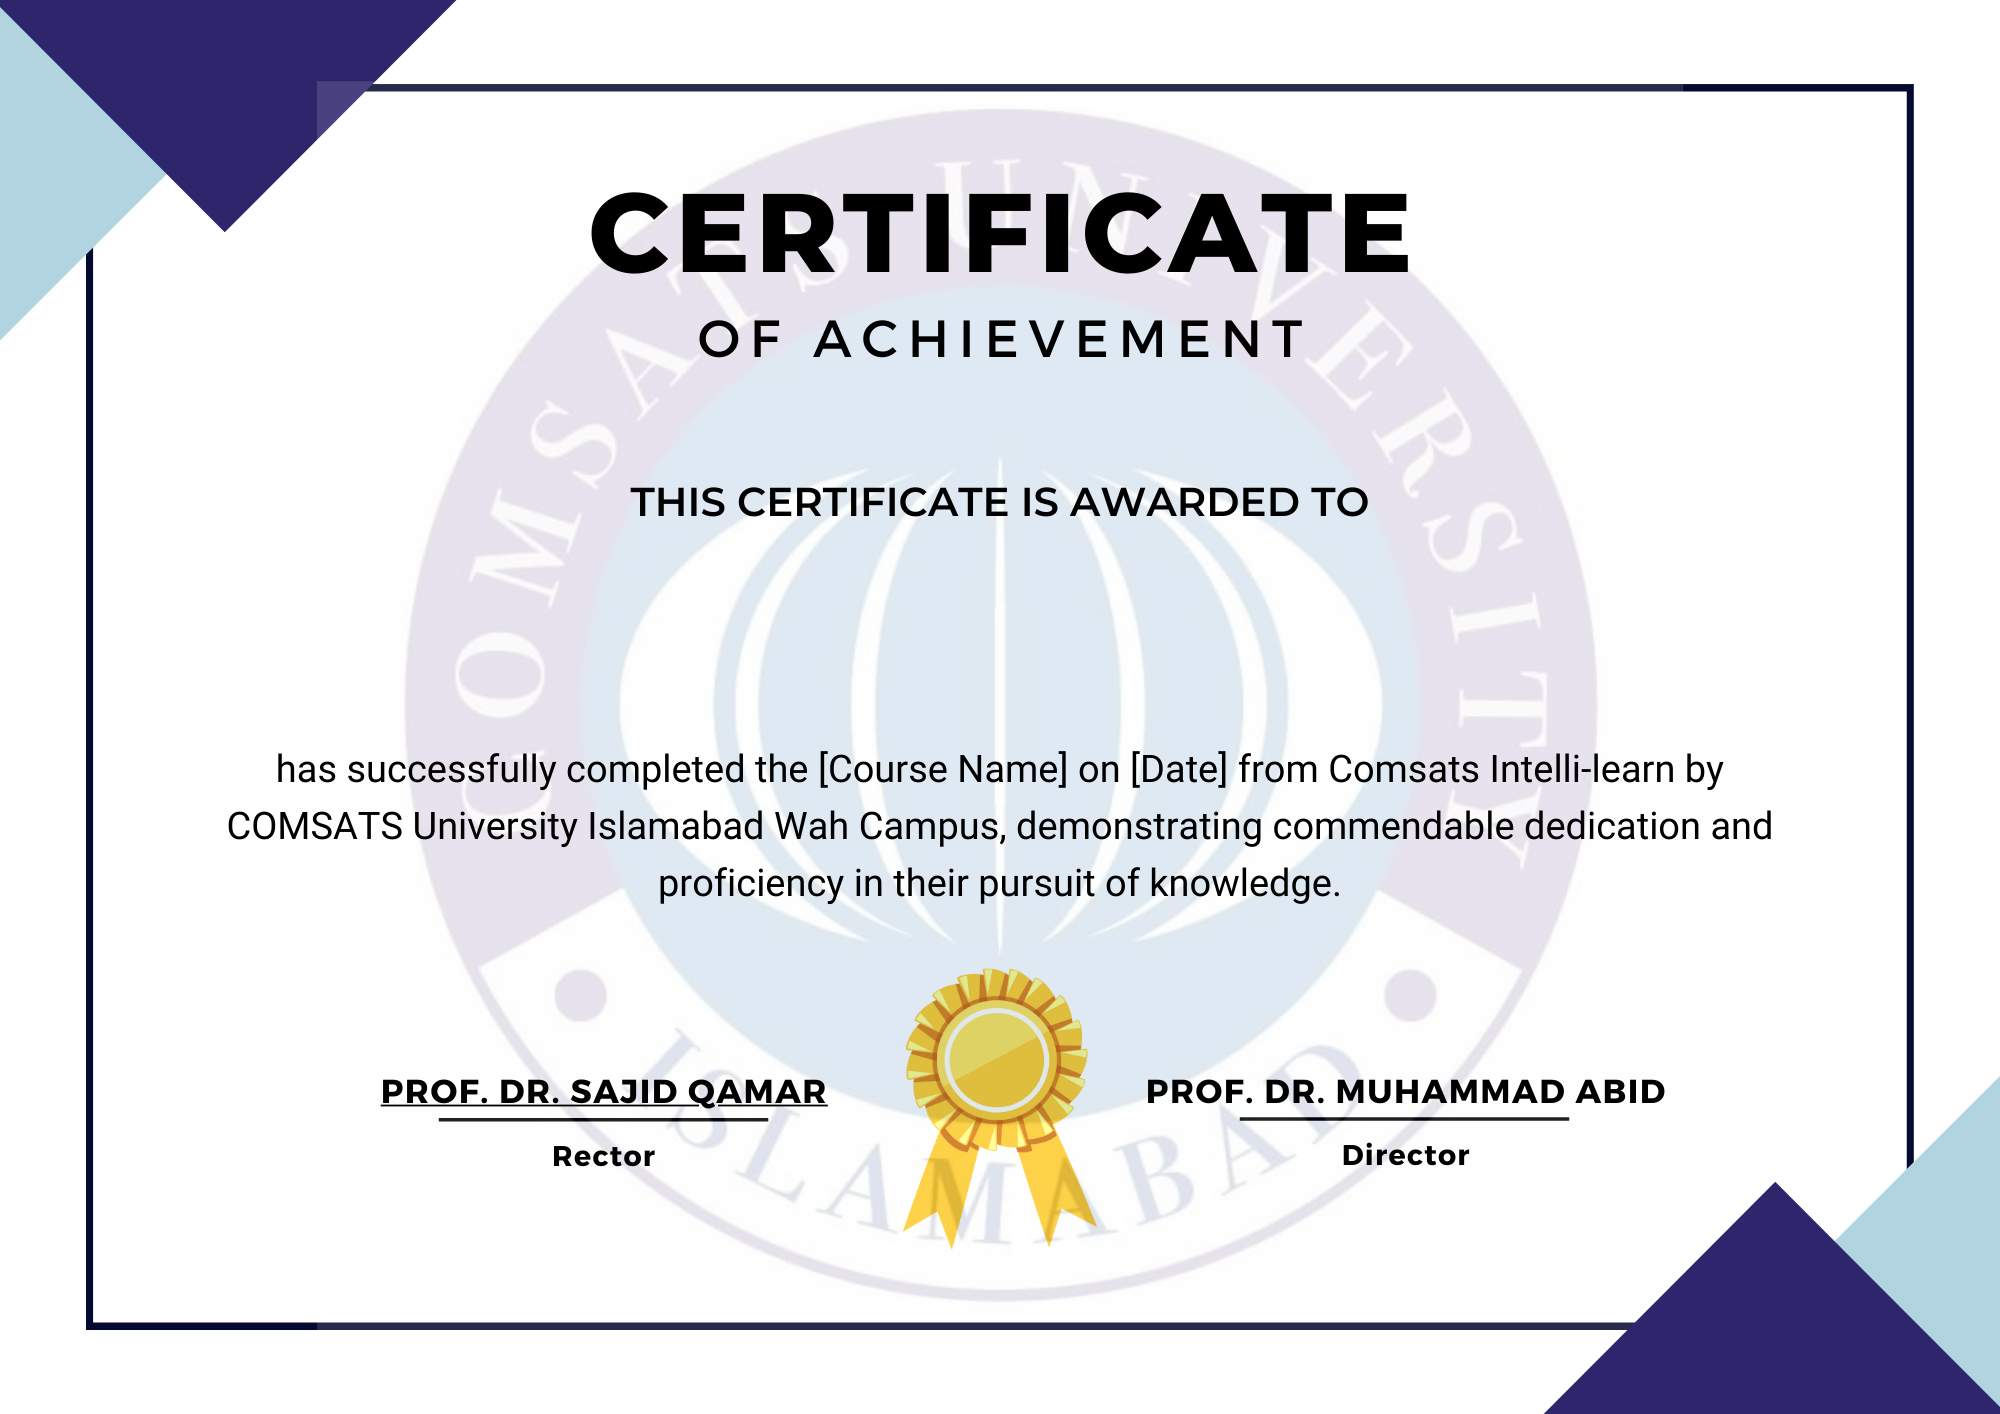 COMSATS UNIVERSITY
CERTIFICATE
OF ACHIEVEMENT
THIS CERTIFICATE IS AWARDED TO
has successfully completed the [Course Name] on [Date] from Comsats Intelli-learn by
COMSATS University Islamabad Wah Campus, demonstrating commendable dedication and
proficiency in their pursuit of knowledge.
PROF. DR. SAJID QAMAR
Rector
PROF. DR. MUHAMMAD ABID
Director
ISLAMABAD